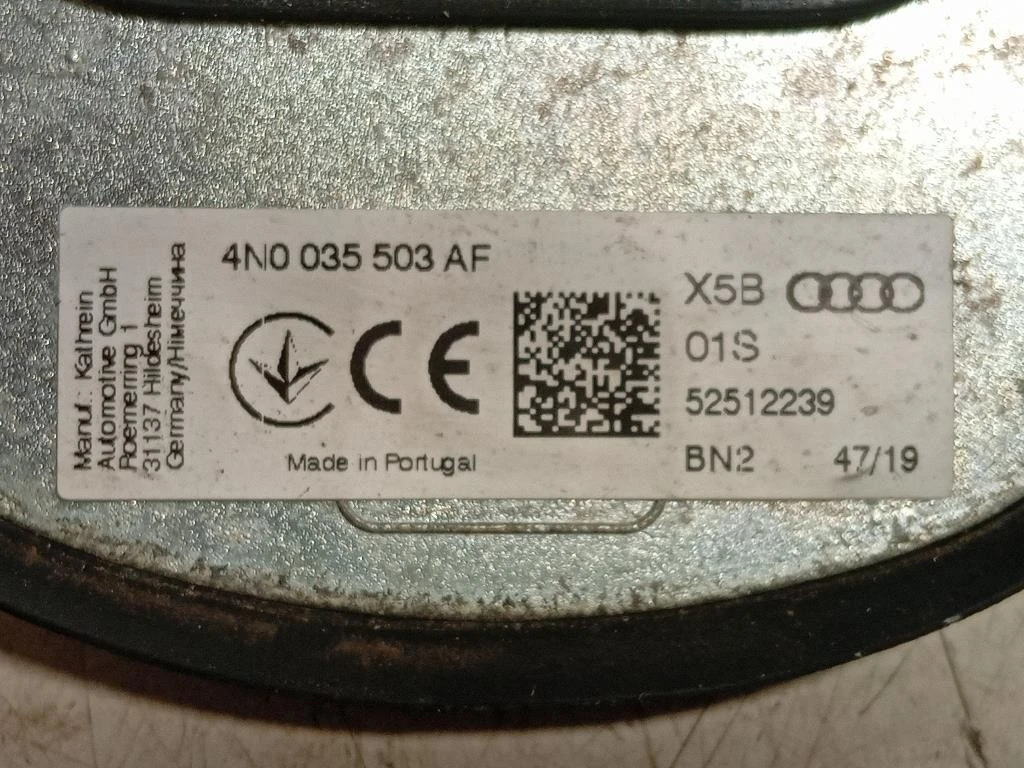 Manuf.: Kathrein
Automotive GmbH
Roemerring 1
31137 Hildesheim
Germany/Німеччина
4N0 035 503 AF
CE
Made in Portugal
X5B
01S
52512239
BN2 47/19